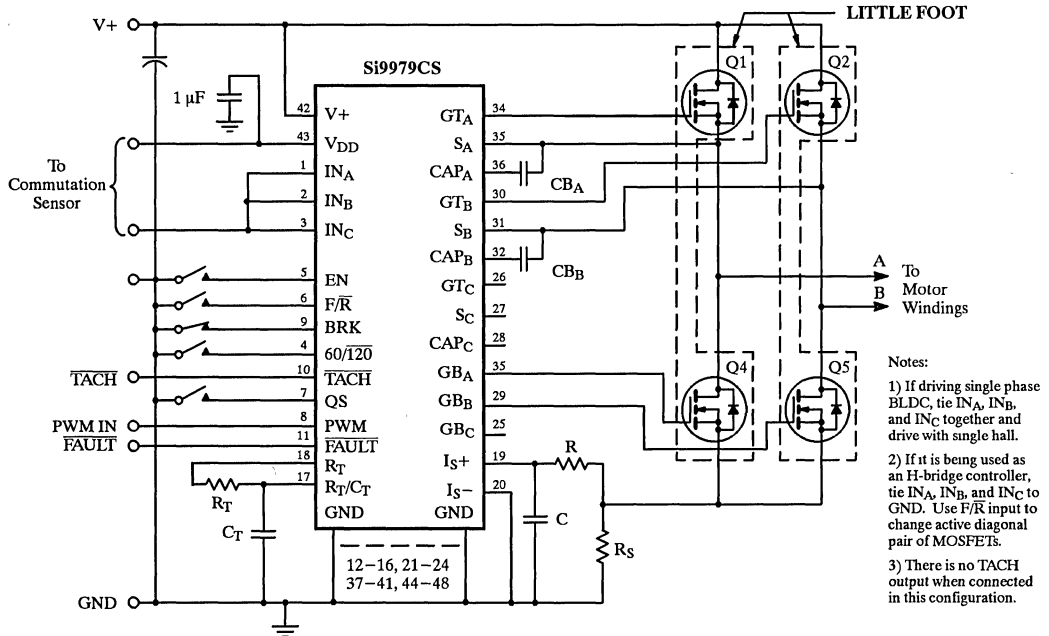 LITTLE FOOT
V+
Si9979CS
Q1
Q2
1 µF
42
V+
GTA
34
43
VDD
SA
35
To
Commutation
Sensor
1
INA
CAPA
36
CBA
2
INB
GTB
30
3
INC
SB
31
CAPB
32
CBB
5
EN
GTC
26
A
To
Motor
Windings
B
6
F/R̅
SC
27
9
BRK
CAPC
28
4
60/1̅2̅0̅
T̅A̅C̅H̅
10
T̅A̅C̅H̅
GBA
35
Q4
Q5
7
QS
GBB
29
PWM IN
8
PWM
GBC
25
F̅A̅U̅L̅T̅
11
F̅A̅U̅L̅T̅
18
RT
IS+
19
R
17
RT/CT
IS−
20
RT
GND
GND
CT
C
RS
12−16, 21−24
37−41, 44−48
GND
Notes:
1) If driving single phase
BLDC, tie INA, INB,
and INC together and
drive with single hall.
2) If it is being used as
an H-bridge controller,
tie INA, INB, and INC to
GND. Use F/R̅ input to
change active diagonal
pair of MOSFETs.
3) There is no TACH
output when connected
in this configuration.